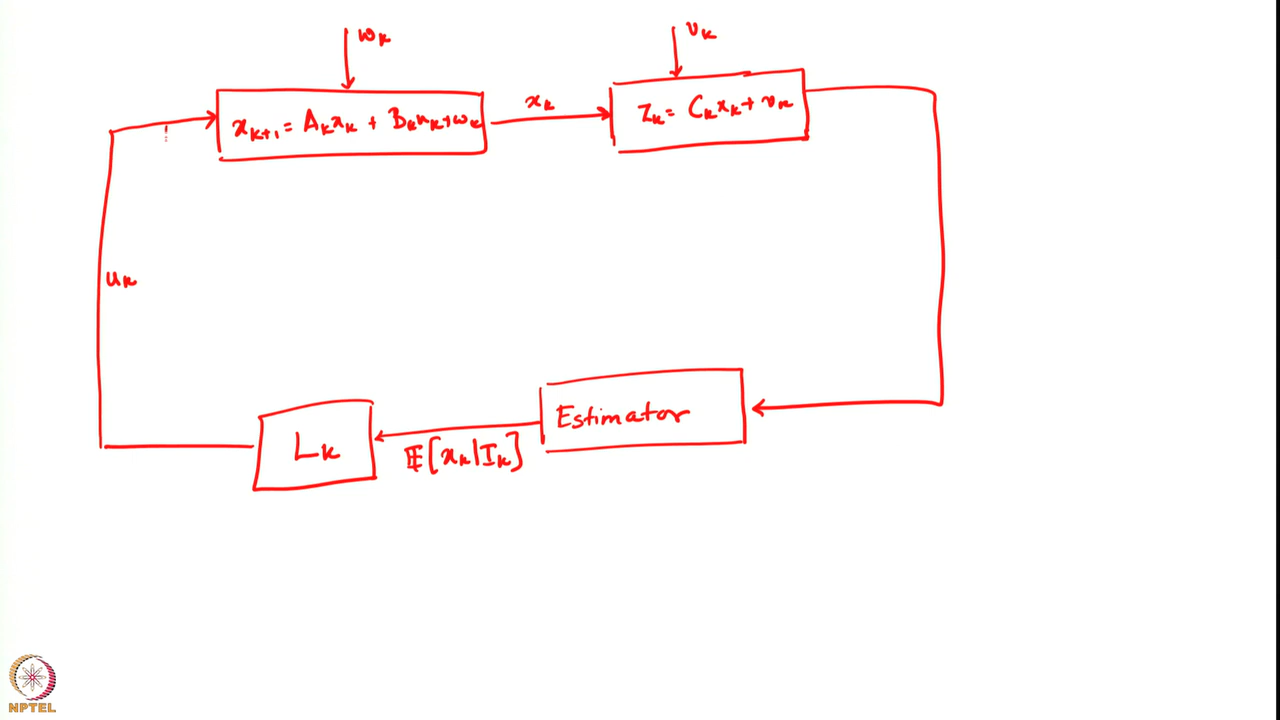 w_k
v_k
x_{k+1} = A_k x_k + B_k u_k + w_k
x_k
z_k = C_k x_k + v_k
u_k
L_k
𝔼[x_k|I_k]
Estimator
NPTEL